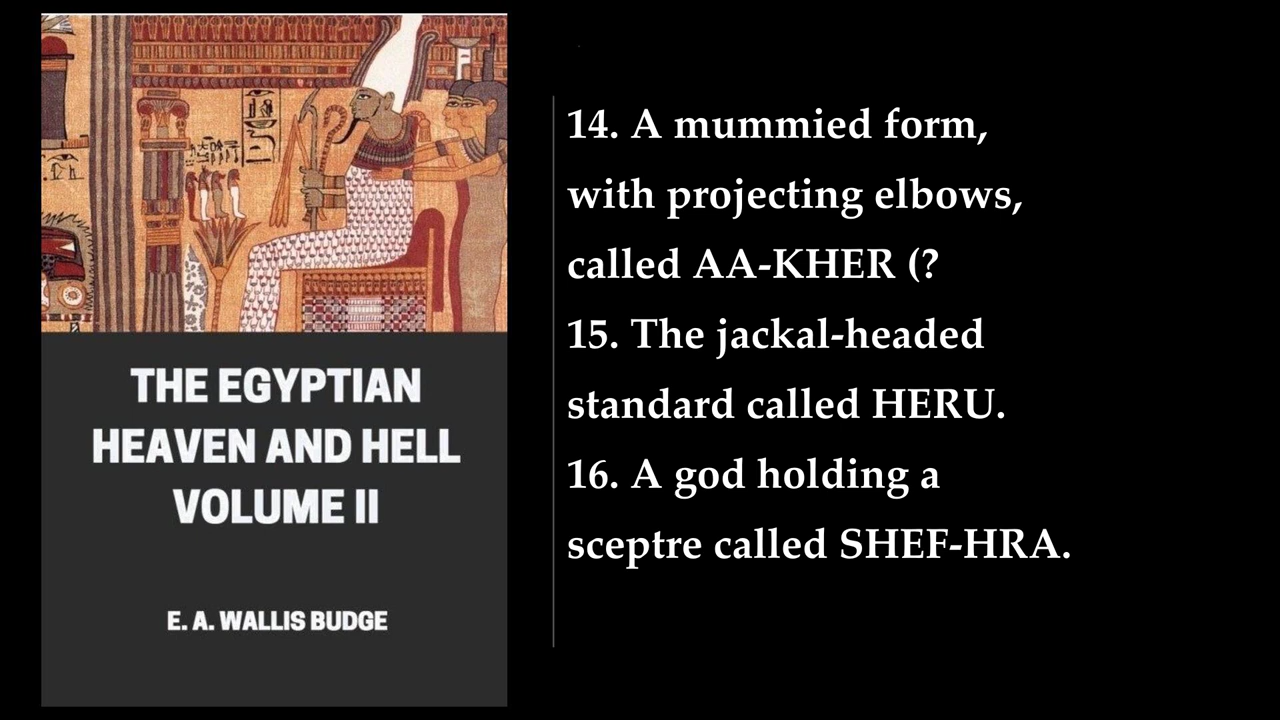 THE EGYPTIAN
HEAVEN AND HELL
VOLUME II
E. A. WALLIS BUDGE
14. A mummied form,
with projecting elbows,
called AA-KHER (?
15. The jackal-headed
standard called HERU.
16. A god holding a
sceptre called SHEF-HRA.